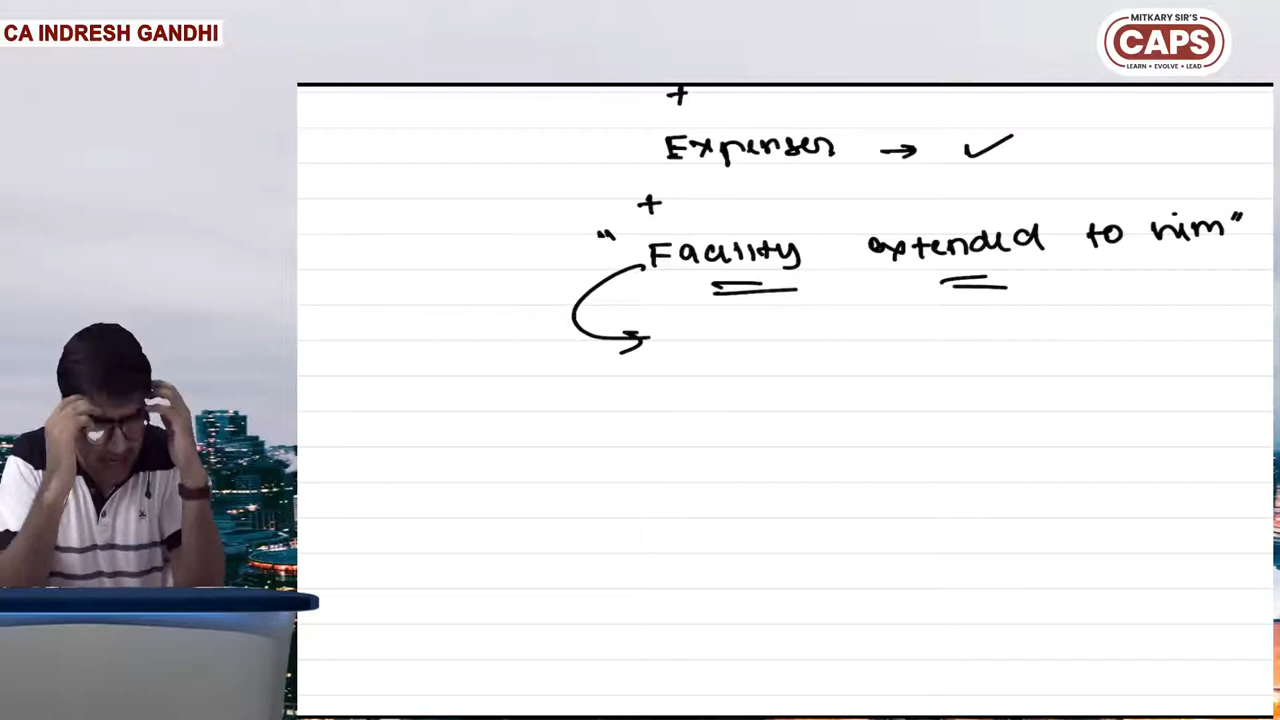 CA INDRESH GANDHI
MITKARY SIR'S
CAPS
LEARN • EVOLVE • LEAD
+
Expenses → ✓
+
" Facility extended to him"